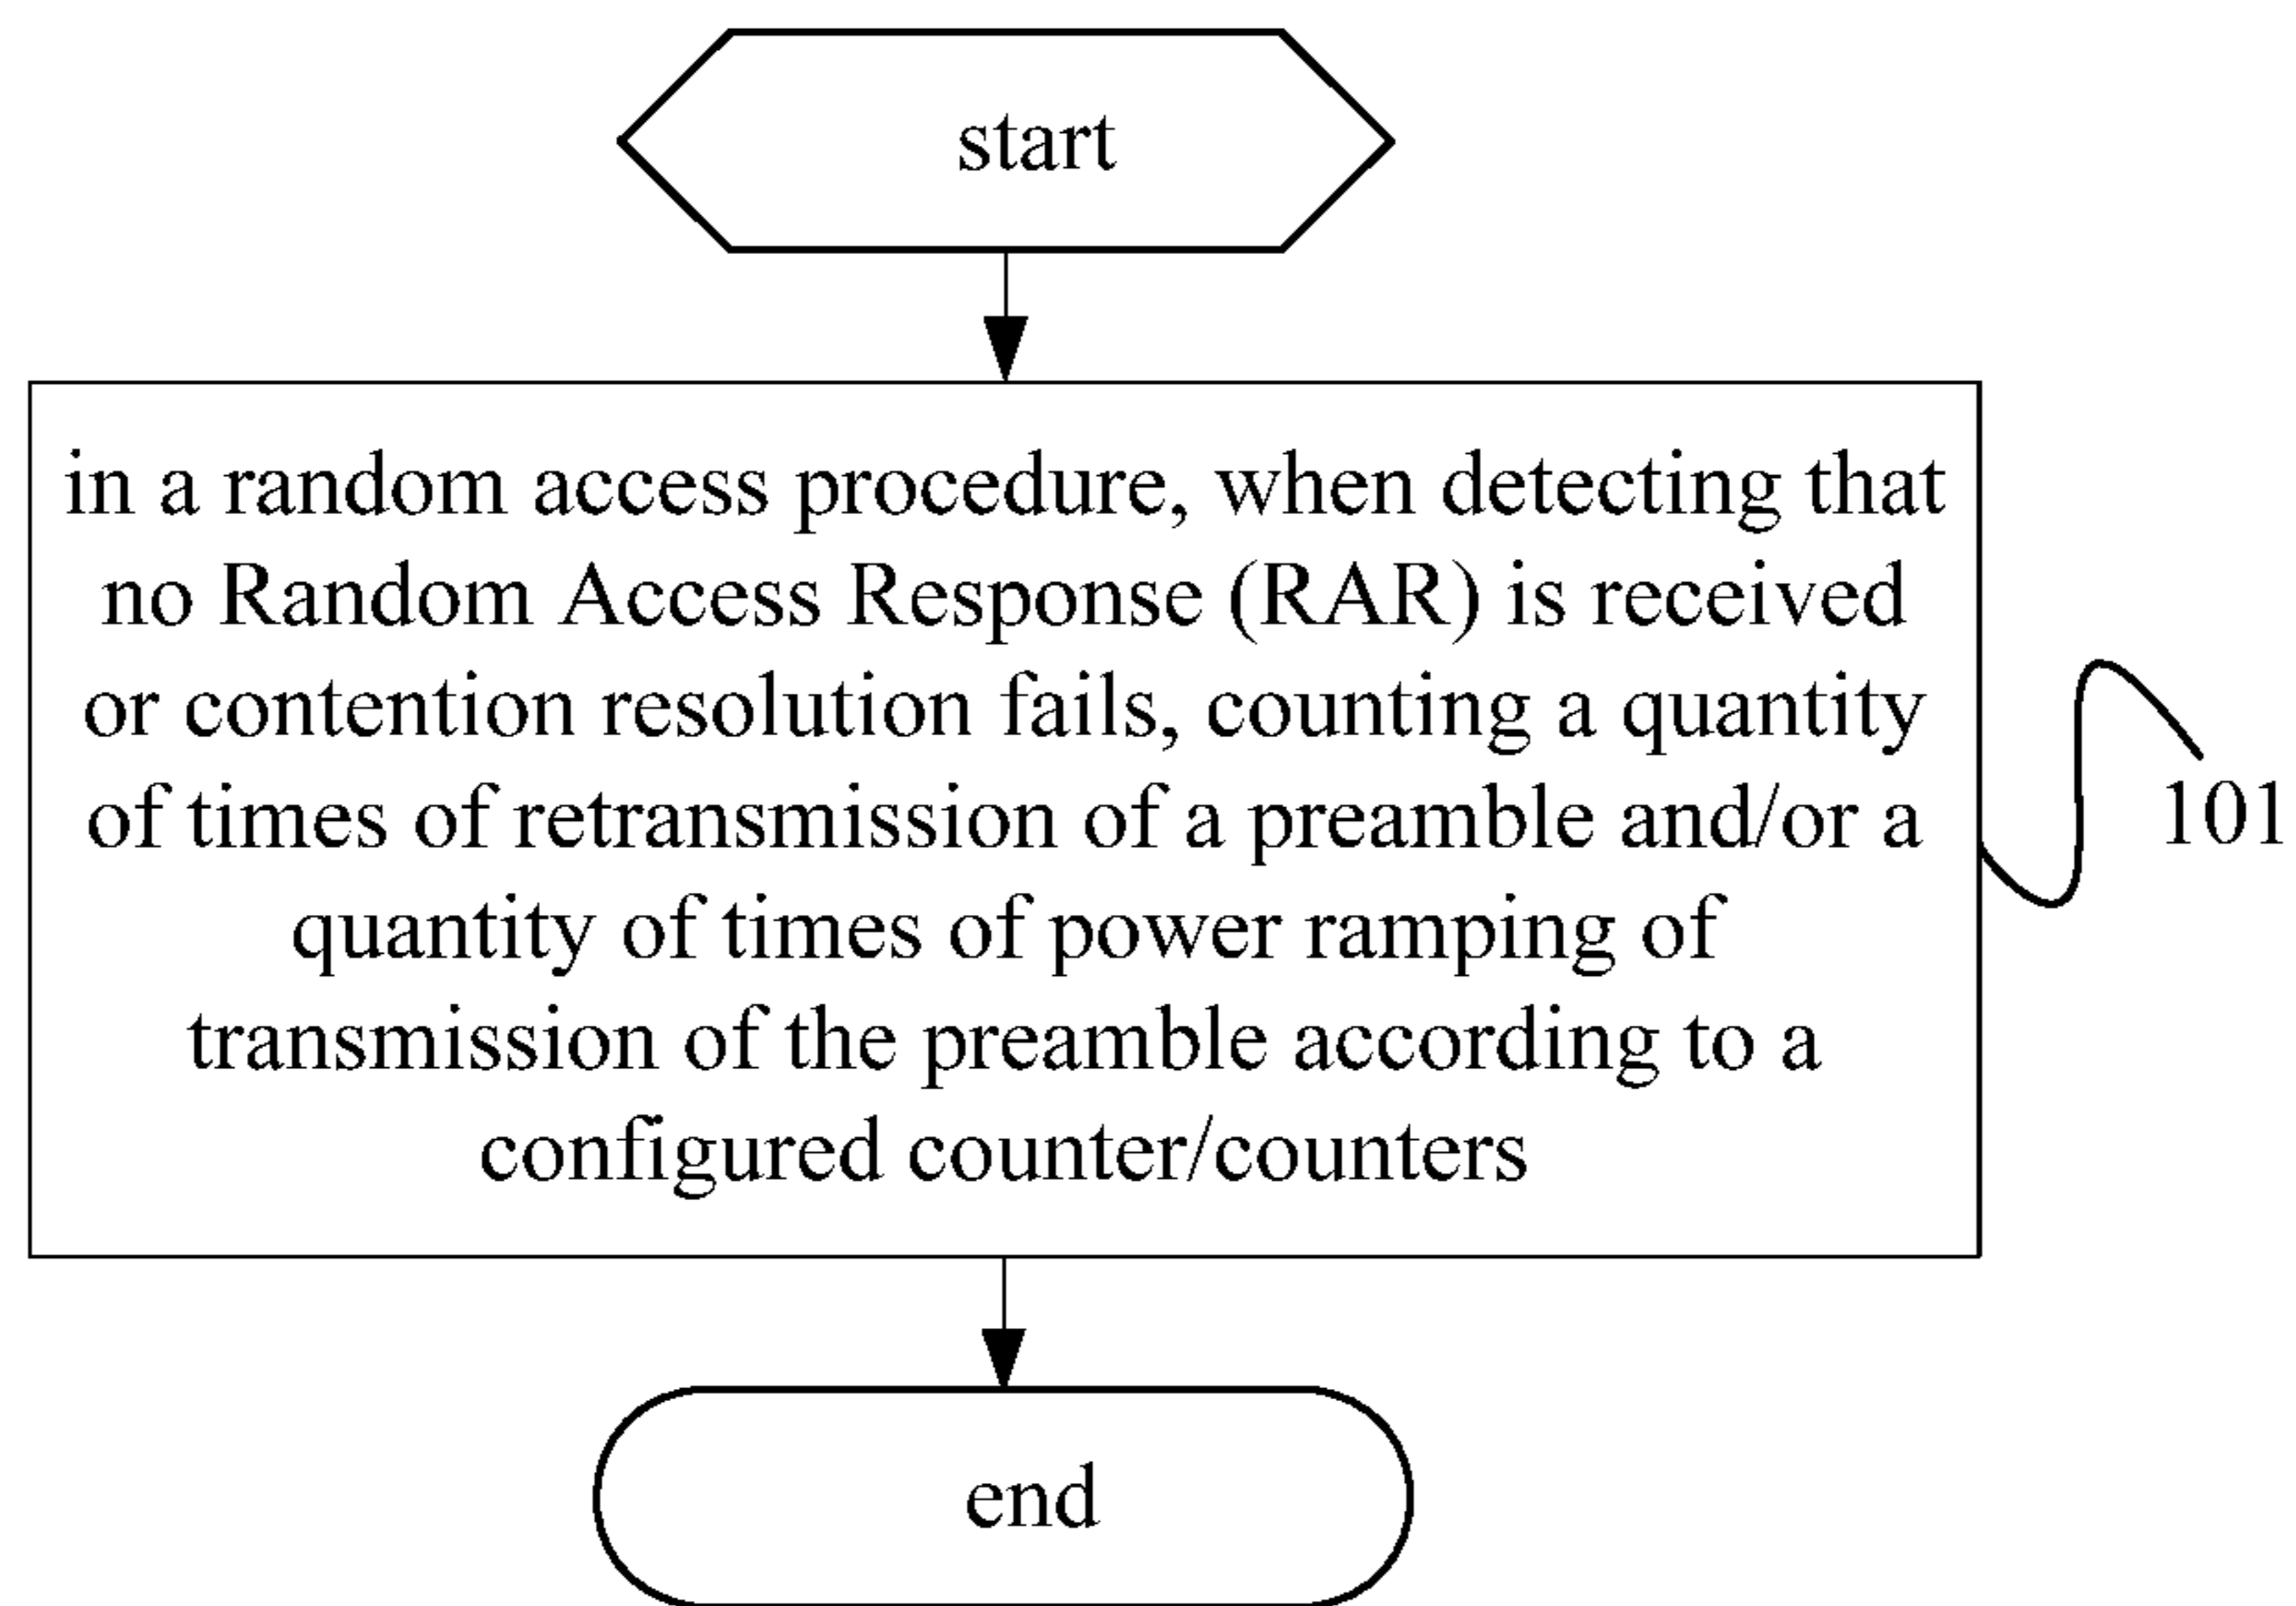 start
in a random access procedure, when detecting that
no Random Access Response (RAR) is received
or contention resolution fails, counting a quantity
of times of retransmission of a preamble and/or a
quantity of times of power ramping of
transmission of the preamble according to a
configured counter/counters
101
end